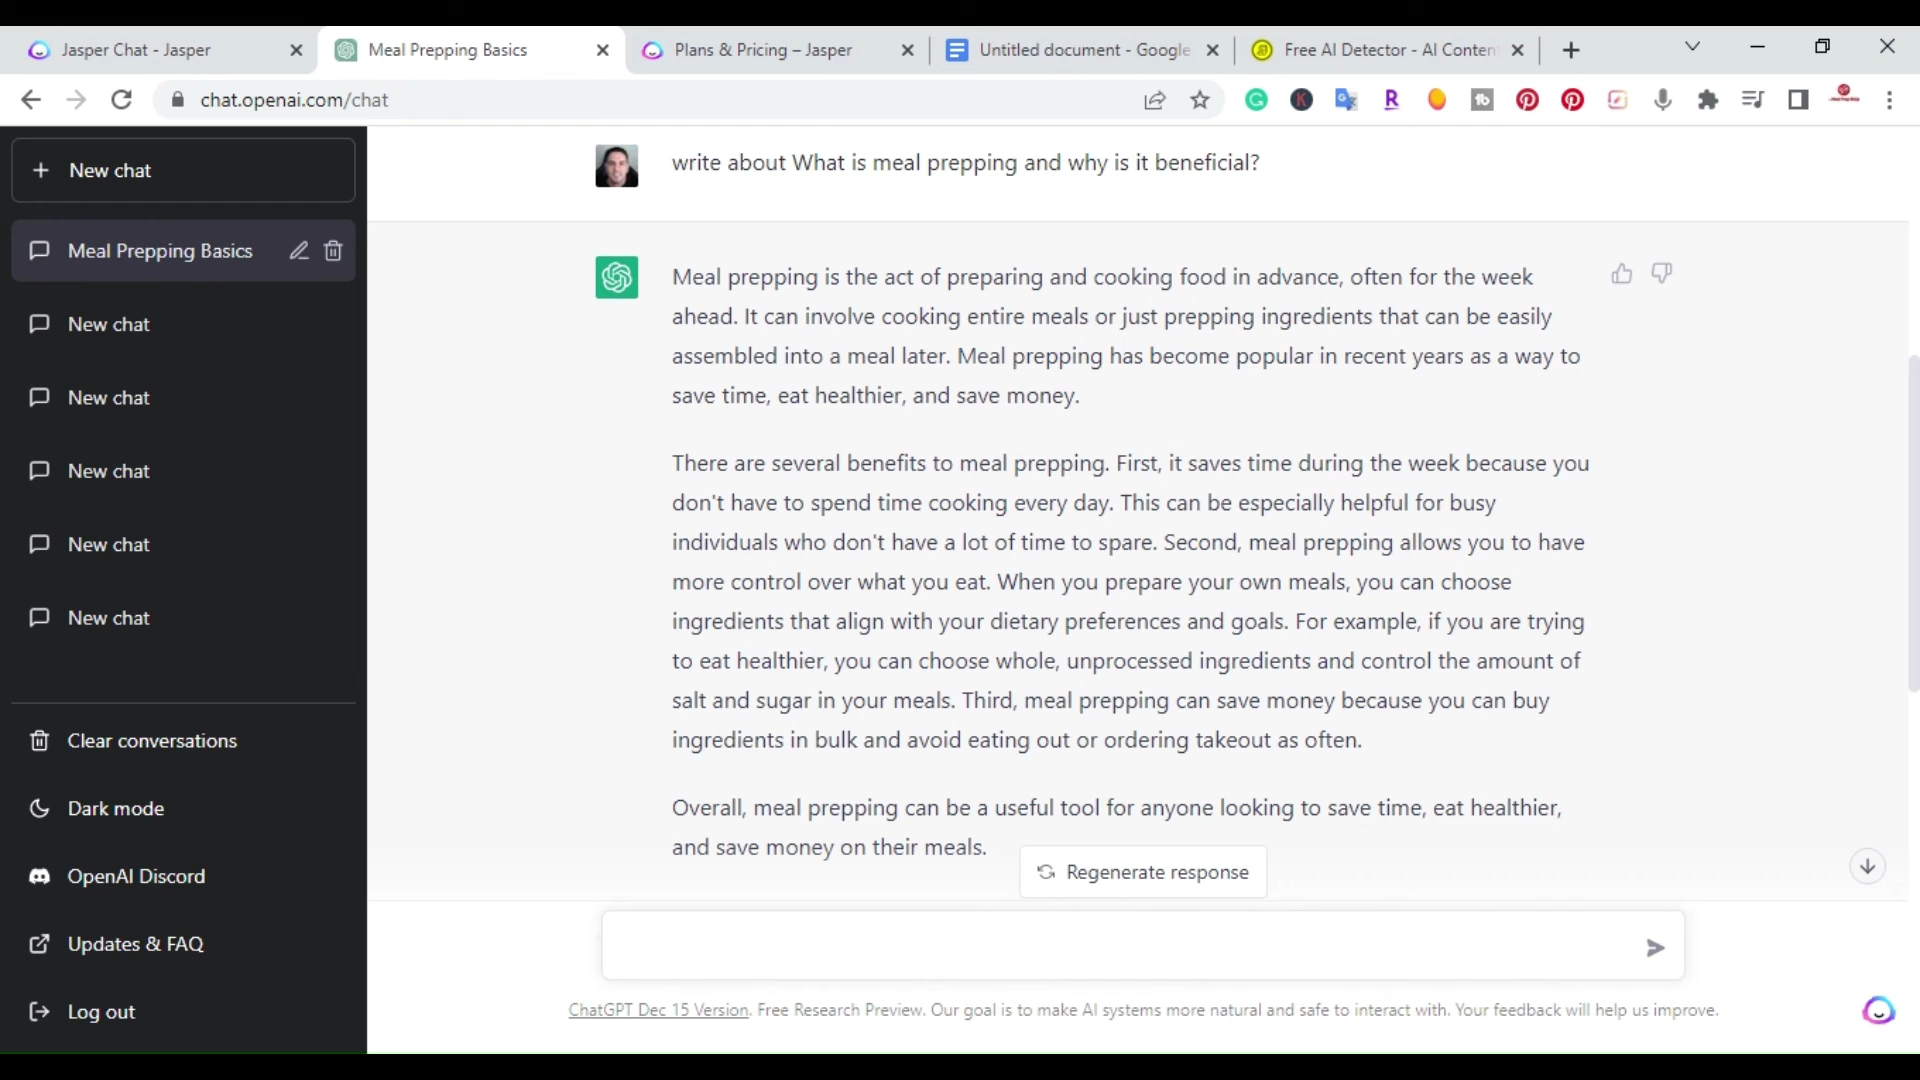 Jasper Chat - Jasper
Meal Prepping Basics
Plans & Pricing – Jasper
Untitled document - Google
Free AI Detector - AI Conten
chat.openai.com/chat
New chat
Meal Prepping Basics
New chat
New chat
New chat
New chat
New chat
Clear conversations
Dark mode
OpenAI Discord
Updates & FAQ
Log out
write about What is meal prepping and why is it beneficial?
Meal prepping is the act of preparing and cooking food in advance, often for the week
ahead. It can involve cooking entire meals or just prepping ingredients that can be easily
assembled into a meal later. Meal prepping has become popular in recent years as a way to
save time, eat healthier, and save money.
There are several benefits to meal prepping. First, it saves time during the week because you
don't have to spend time cooking every day. This can be especially helpful for busy
individuals who don't have a lot of time to spare. Second, meal prepping allows you to have
more control over what you eat. When you prepare your own meals, you can choose
ingredients that align with your dietary preferences and goals. For example, if you are trying
to eat healthier, you can choose whole, unprocessed ingredients and control the amount of
salt and sugar in your meals. Third, meal prepping can save money because you can buy
ingredients in bulk and avoid eating out or ordering takeout as often.
Overall, meal prepping can be a useful tool for anyone looking to save time, eat healthier,
and save money on their meals.
Regenerate response
ChatGPT Dec 15 Version. Free Research Preview. Our goal is to make AI systems more natural and safe to interact with. Your feedback will help us improve.